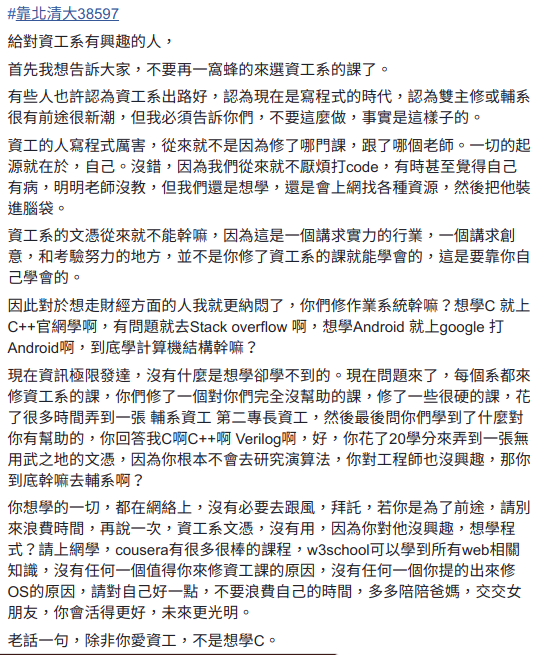 #靠北清大38597
給對資工系有興趣的人，
首先我想告訴大家，不要再一窩蜂的來選資工系的課了。
有些人也許認為資工系出路好，認為現在是寫程式的時代，認為雙主修或輔系
很有前途很新潮，但我必須告訴你們，不要這麼做，事實是這樣子的。
資工的人寫程式厲害，從來就不是因為修了哪門課，跟了哪個老師。一切的起
源就在於，自己。沒錯，因為我們從來就不厭煩打code，有時甚至覺得自己
有病，明明老師沒教，但我們還是想學，還是會上網找各種資源，然後把他裝
進腦袋。
資工系的文憑從來就不能幹嘛，因為這是一個講求實力的行業，一個講求創
意，和考驗努力的地方，並不是你修了資工系的課就能學會的，這是要靠你自
己學會的。
因此對於想走財經方面的人我就更納悶了，你們修作業系統幹嘛？想學C 就上
C++官網學啊，有問題就去Stack overflow 啊，想學Android 就上google 打
Android啊，到底學計算機結構幹嘛？
現在資訊極限發達，沒有什麼是想學卻學不到的。現在問題來了，每個系都來
修資工系的課，你們修了一個對你們完全沒幫助的課，修了一些很硬的課，花
了很多時間弄到一張 輔系資工 第二專長資工，然後最後問你們學到了什麼對
你有幫助的，你回答我C啊C++啊 Verilog啊，好，你花了20學分來弄到一張無
用武之地的文憑，因為你根本不會去研究演算法，你對工程師也沒興趣，那你
到底幹嘛去輔系啊？
你想學的一切，都在網絡上，沒有必要去跟風，拜託，若你是為了前途，請別
來浪費時間，再說一次，資工系文憑，沒有用，因為你對他沒興趣，想學程
式？請上網學，cousera有很多很棒的課程，w3school可以學到所有web相關
知識，沒有任何一個值得你來修資工課的原因，沒有任何一個你提的出來修
OS的原因，請對自己好一點，不要浪費自己的時間，多多陪陪爸媽，交交女
朋友，你會活得更好，未來更光明。
老話一句，除非你愛資工，不是想學C。